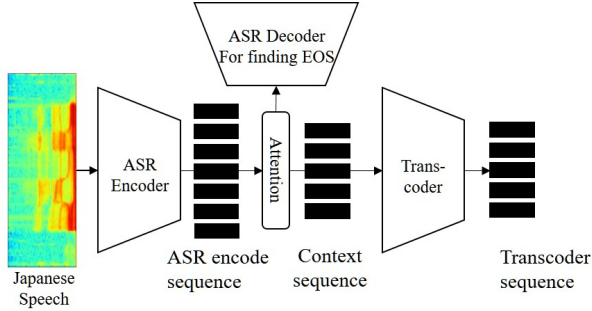 ASR Decoder
For finding EOS
ASR
Encoder
Attention
Trans-
coder
ASR encode
sequence
Context
sequence
Transcoder
sequence
Japanese
Speech